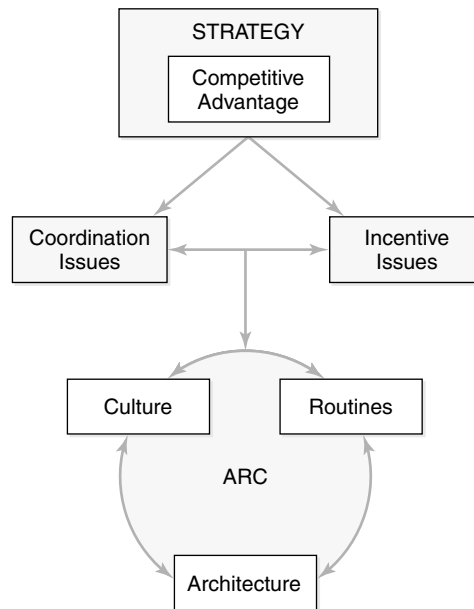 STRATEGY
Competitive
Advantage
Coordination
Issues
Incentive
Issues
Culture
Routines
ARC
Architecture